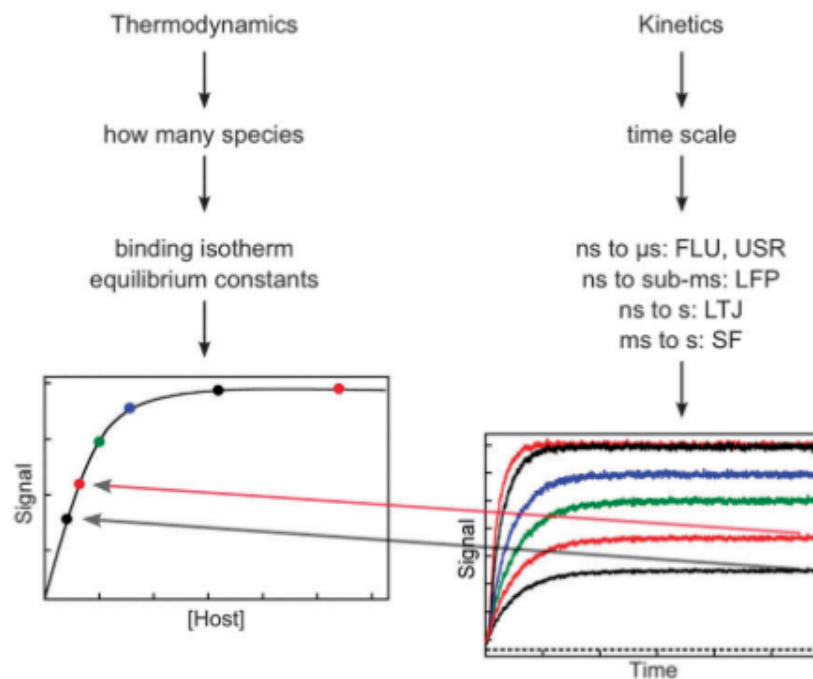 Thermodynamics
how many species
binding isotherm
equilibrium constants
Signal
[Host]
Kinetics
time scale
ns to µs: FLU, USR
ns to sub-ms: LFP
ns to s: LTJ
ms to s: SF
Signal
Time